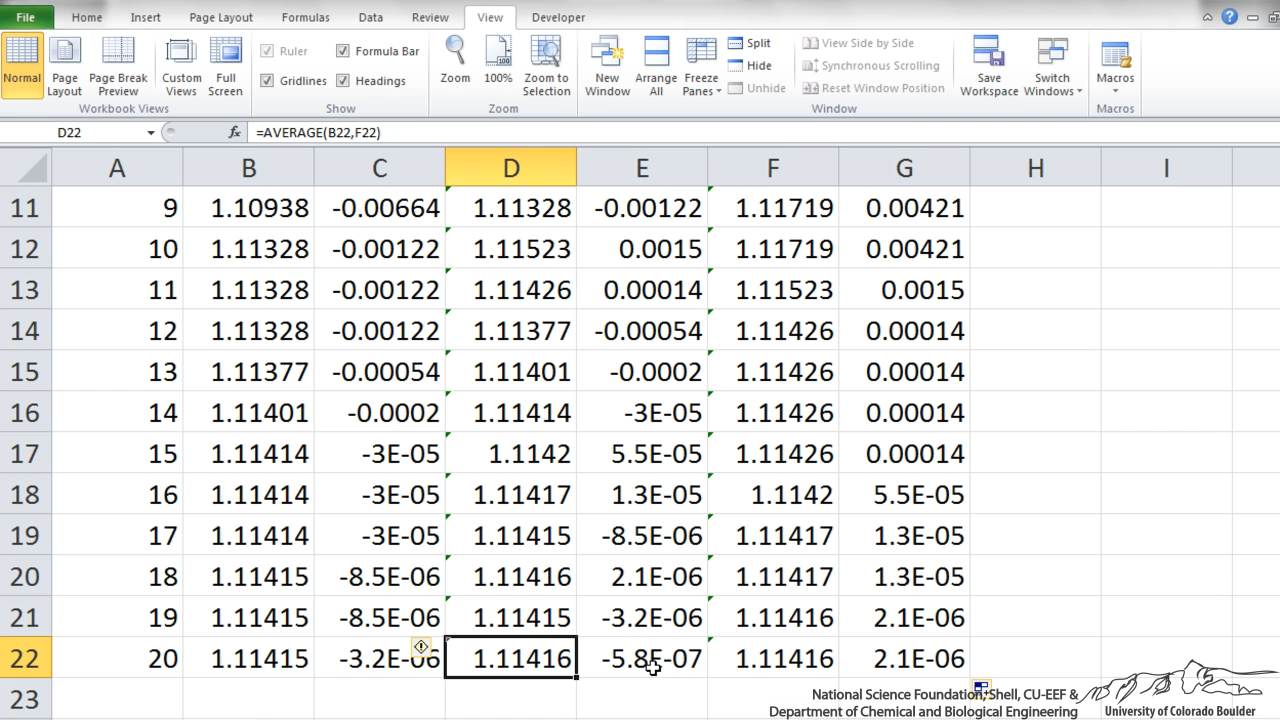 File Home Insert Page Layout Formulas Data Review View Developer
Normal Page Layout Page Break Preview Custom Views Full Screen
Workbook Views
Ruler Formula Bar
Gridlines Headings
Show
Zoom 100% Zoom to Selection
Zoom
New Window Arrange All Freeze Panes
Split
Hide
Unhide
View Side by Side
Synchronous Scrolling
Reset Window Position
Window
Save Workspace Switch Windows
Macros
Macros
D22 fx =AVERAGE(B22,F22)
A B C D E F G H I
11 9 1.10938 -0.00664 1.11328 -0.00122 1.11719 0.00421
12 10 1.11328 -0.00122 1.11523 0.0015 1.11719 0.00421
13 11 1.11328 -0.00122 1.11426 0.00014 1.11523 0.0015
14 12 1.11328 -0.00122 1.11377 -0.00054 1.11426 0.00014
15 13 1.11377 -0.00054 1.11401 -0.0002 1.11426 0.00014
16 14 1.11401 -0.0002 1.11414 -3E-05 1.11426 0.00014
17 15 1.11414 -3E-05 1.1142 5.5E-05 1.11426 0.00014
18 16 1.11414 -3E-05 1.11417 1.3E-05 1.1142 5.5E-05
19 17 1.11414 -3E-05 1.11415 -8.5E-06 1.11417 1.3E-05
20 18 1.11415 -8.5E-06 1.11416 2.1E-06 1.11417 1.3E-05
21 19 1.11415 -8.5E-06 1.11415 -3.2E-06 1.11416 2.1E-06
22 20 1.11415 -3.2E-06 1.11416 -5.8E-07 1.11416 2.1E-06
23
National Science Foundation, Shell, CU-EEF &
Department of Chemical and Biological Engineering
University of Colorado Boulder